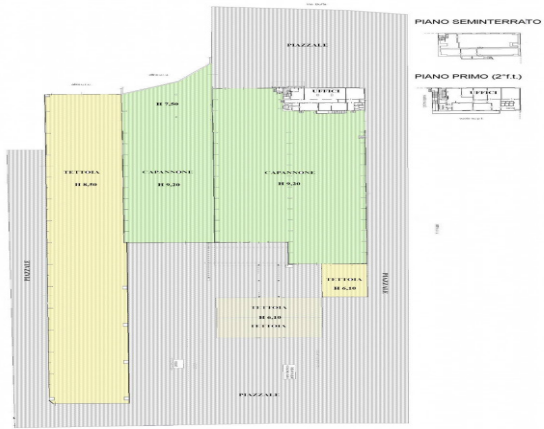 PIAZZALE
PIANO SEMINTERRATO
PIANO PRIMO (2°f.t.)
UFFICI
UFFICI
H 7,50
TETTOIA
H 8,50
CAPANNONE
H 9,20
CAPANNONE
H 9,20
PIAZZALE
TETTOIA
H 6,10
PIAZZALE
TETTOIA
H 6,10
TETTOIA
PIAZZALE